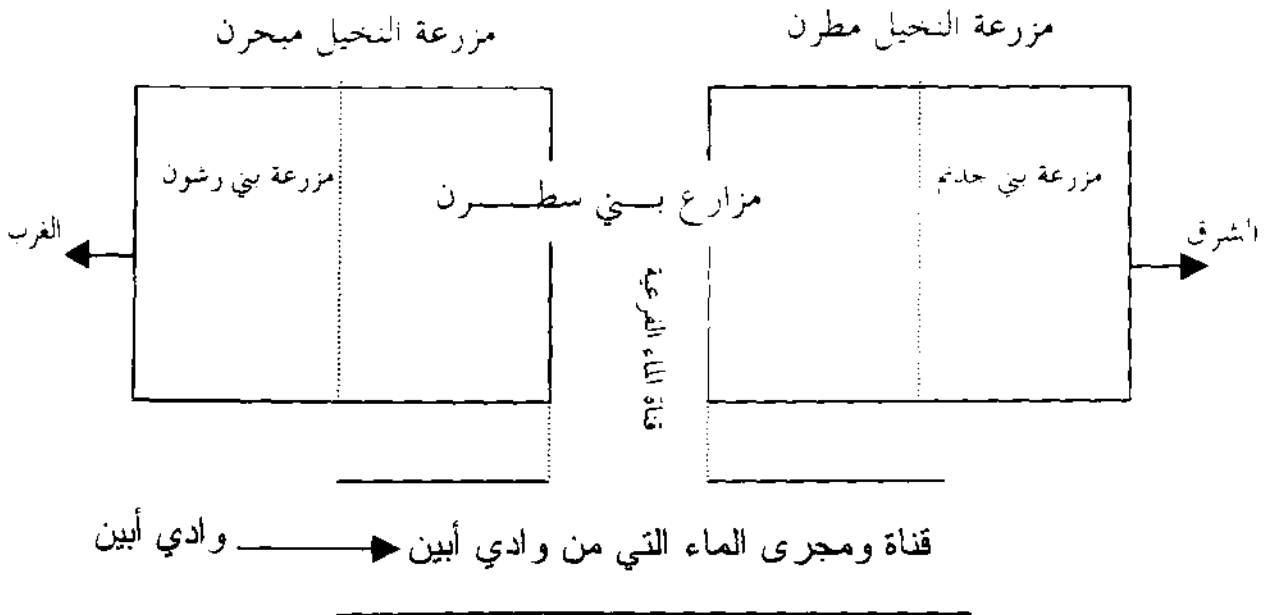 مزرعة النخيل مطرن
مزرعة النخيل مبحرن
مزرعة بني جدنم
مزارع بني سطرن
مزرعة بني رشون
الشرق
الغرب
قناة الماء الفرعية
قناة ومجرى الماء التي من وادي أبين
وادي أبين